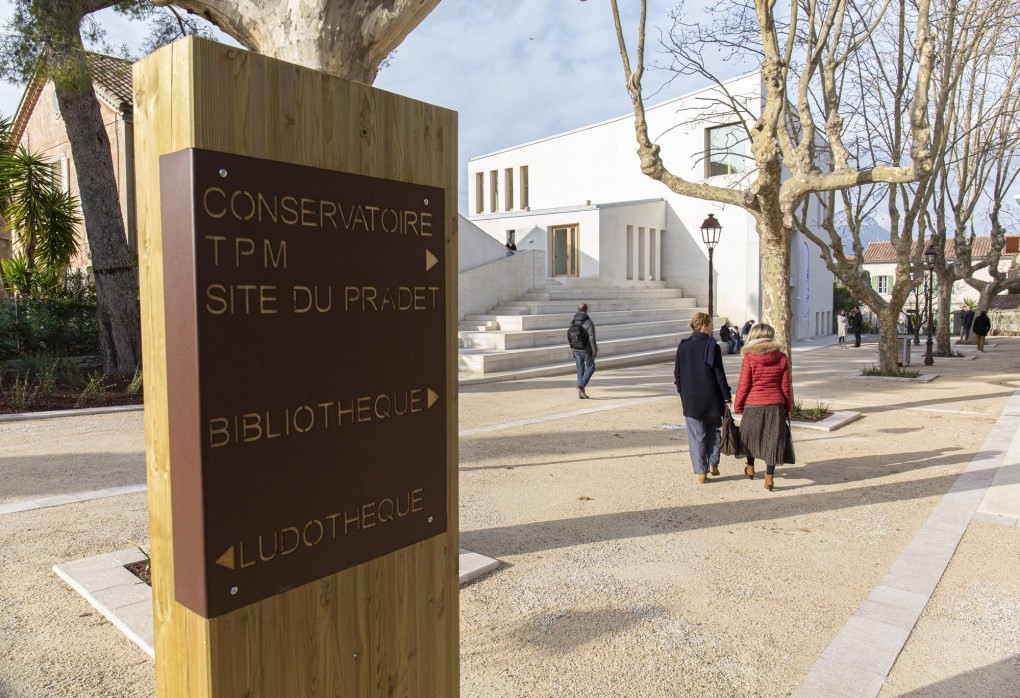 CONSERVATOIRE
TPM
SITE DU PRADET
BIBLIOTHEQUE
LUDOTHEQUE